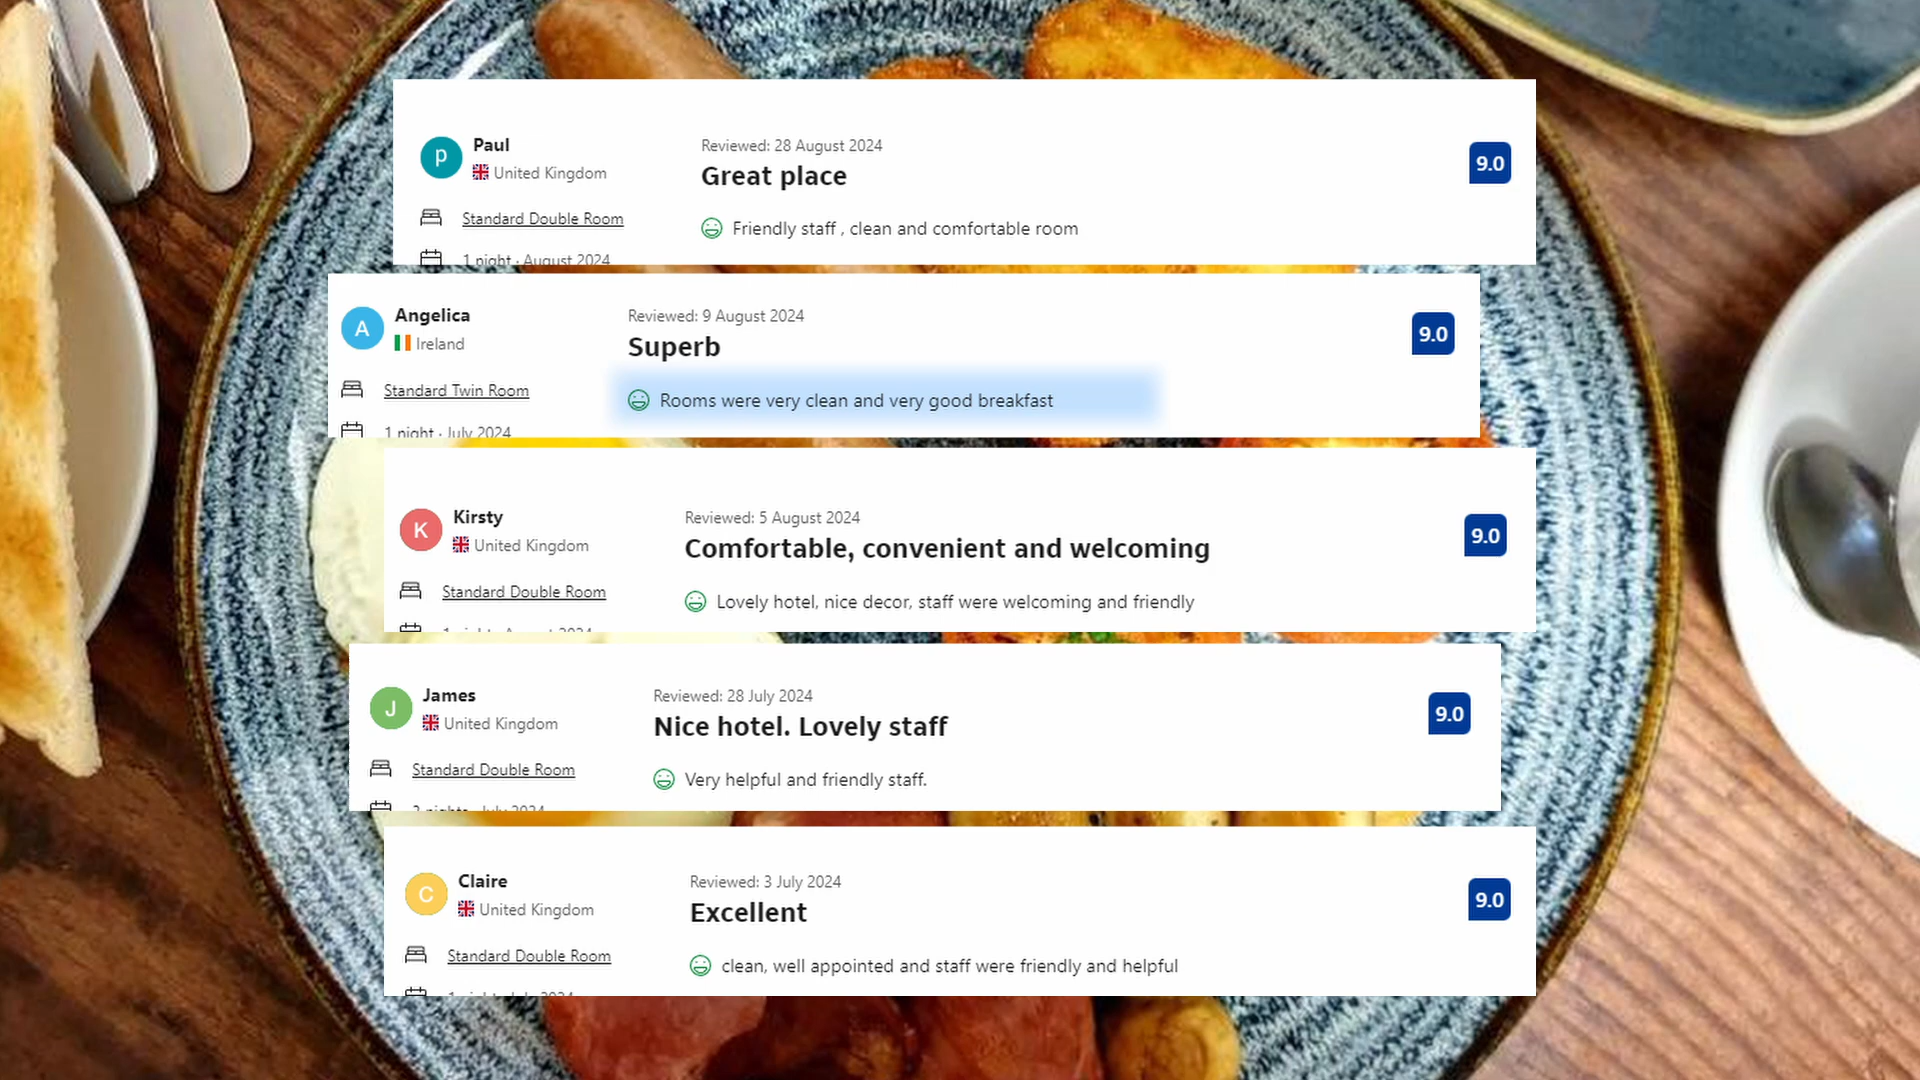 P
Paul
United Kingdom
Standard Double Room
1 night · August 2024
Reviewed: 28 August 2024
Great place
Friendly staff , clean and comfortable room
9.0
A
Angelica
Ireland
Standard Twin Room
1 night · July 2024
Reviewed: 9 August 2024
Superb
Rooms were very clean and very good breakfast
9.0
K
Kirsty
United Kingdom
Standard Double Room
Reviewed: 5 August 2024
Comfortable, convenient and welcoming
Lovely hotel, nice decor, staff were welcoming and friendly
9.0
J
James
United Kingdom
Standard Double Room
Reviewed: 28 July 2024
Nice hotel. Lovely staff
Very helpful and friendly staff.
9.0
C
Claire
United Kingdom
Standard Double Room
Reviewed: 3 July 2024
Excellent
clean, well appointed and staff were friendly and helpful
9.0